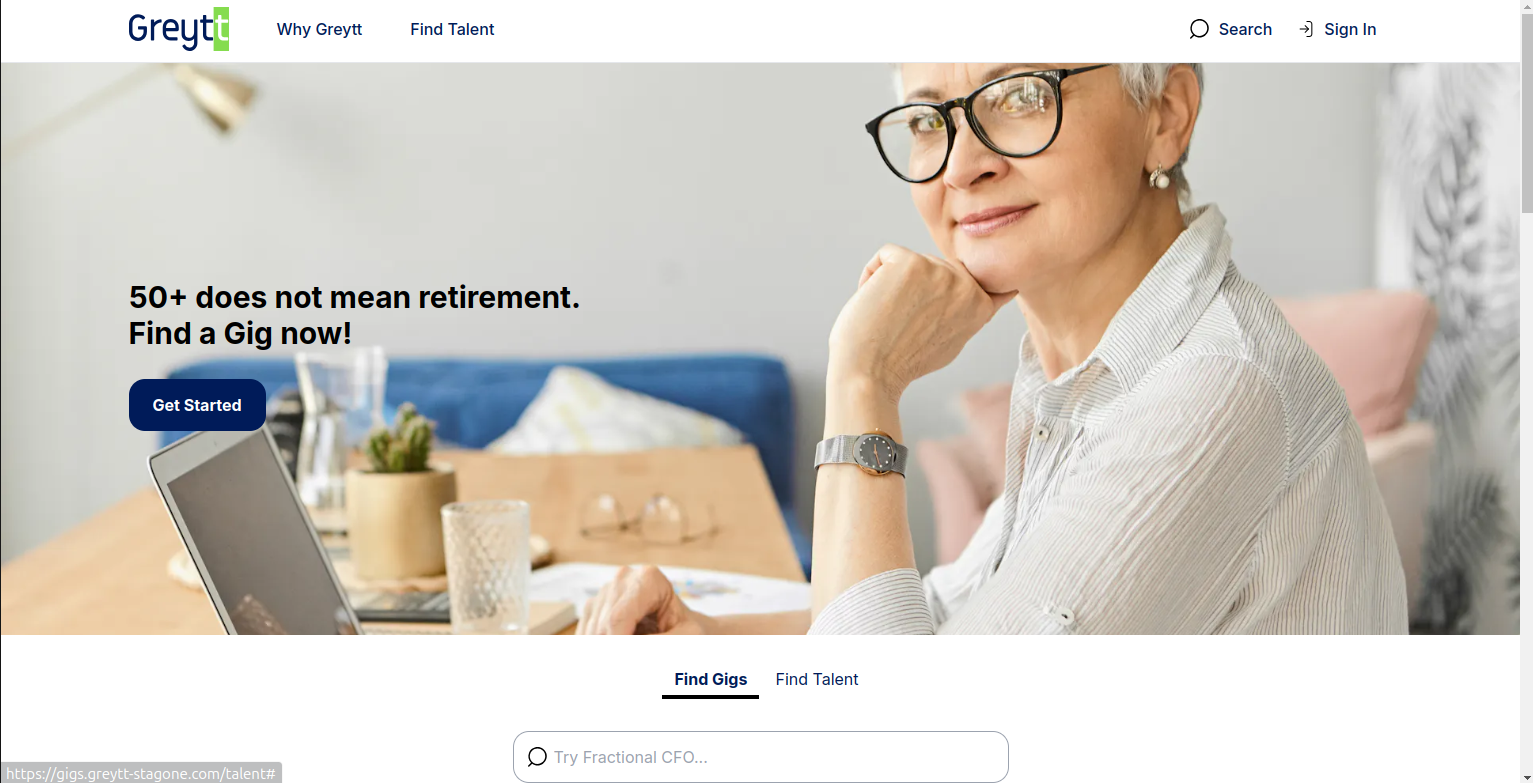 Greytt
Why Greytt
Find Talent
Search
Sign In
50+ does not mean retirement.
Find a Gig now!
Get Started
Find Gigs
Find Talent
Try Fractional CFO...
https://gigs.greytt-stagone.com/talent#